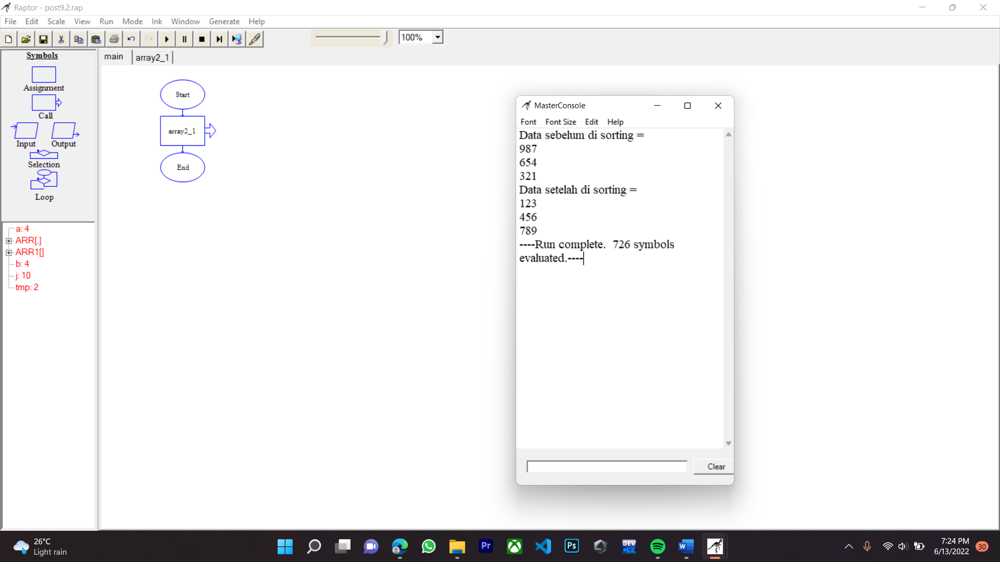 Raptor - post9.2.rap
File Edit Scale View Run Mode Ink Window Generate Help
100%
Symbols
Assignment
Call
Input Output
Selection
Loop
a: 4
ARR[,]
ARR1[]
b: 4
j: 10
tmp: 2
main array2_1
Start
array2_1
End
MasterConsole
Font Font Size Edit Help
Data sebelum di sorting =
987
654
321
Data setelah di sorting =
123
456
789
----Run complete.  726 symbols
evaluated.----
Clear
26°C
Light rain
Pr
Ps
DEV
C++
W
7:24 PM
6/13/2022
30